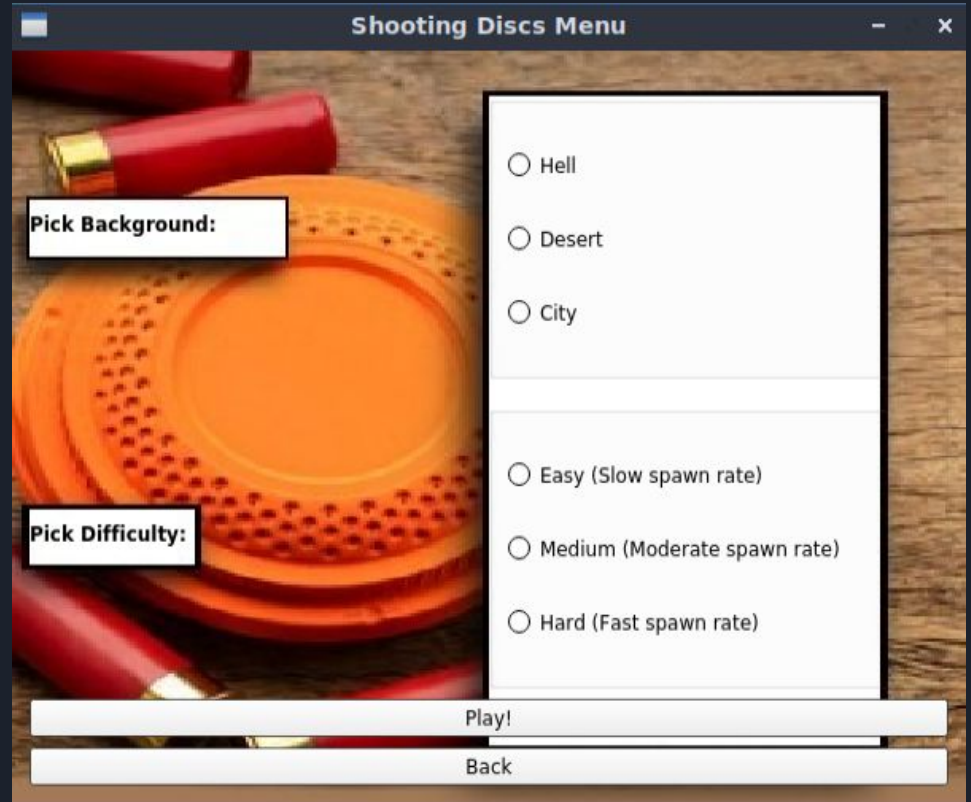 Shooting Discs Menu
Pick Background:
Hell
Desert
City
Pick Difficulty:
Easy (Slow spawn rate)
Medium (Moderate spawn rate)
Hard (Fast spawn rate)
Play!
Back